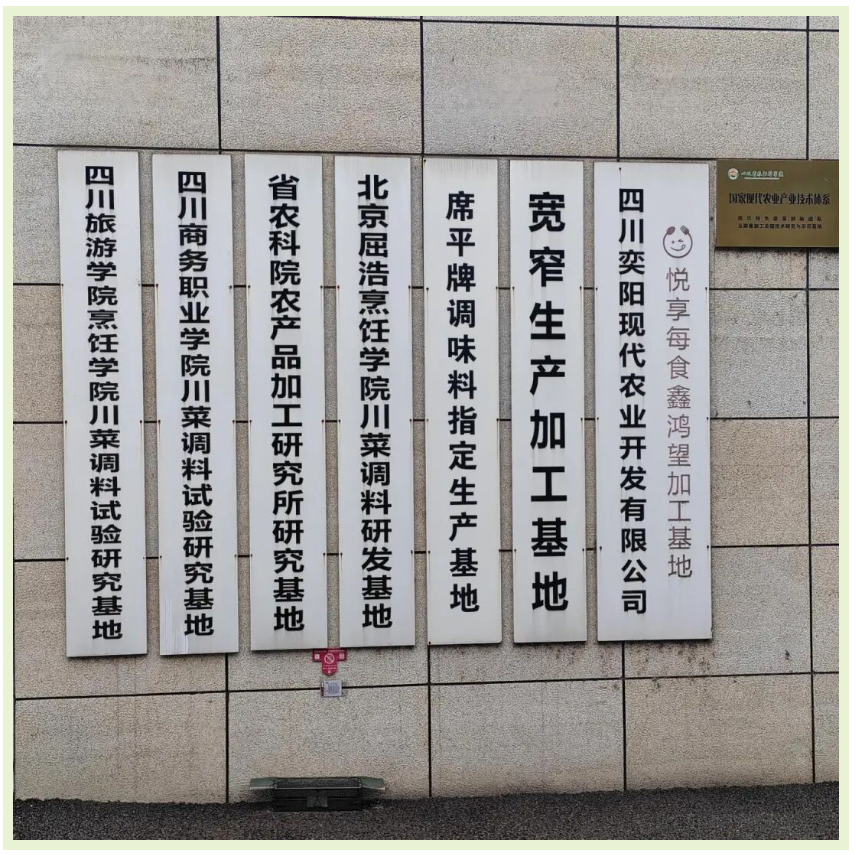 四川旅游学院烹饪学院川菜调料试验研究基地
四川商务职业学院川菜调料试验研究基地
省农科院农产品加工研究所研究基地
北京屈浩烹饪学院川菜调料研发基地
席平牌调味料指定生产基地
宽窄生产加工基地
四川奕阳现代农业开发有限公司
悦享每食鑫鸿望加工基地
国家现代农业产业技术体系